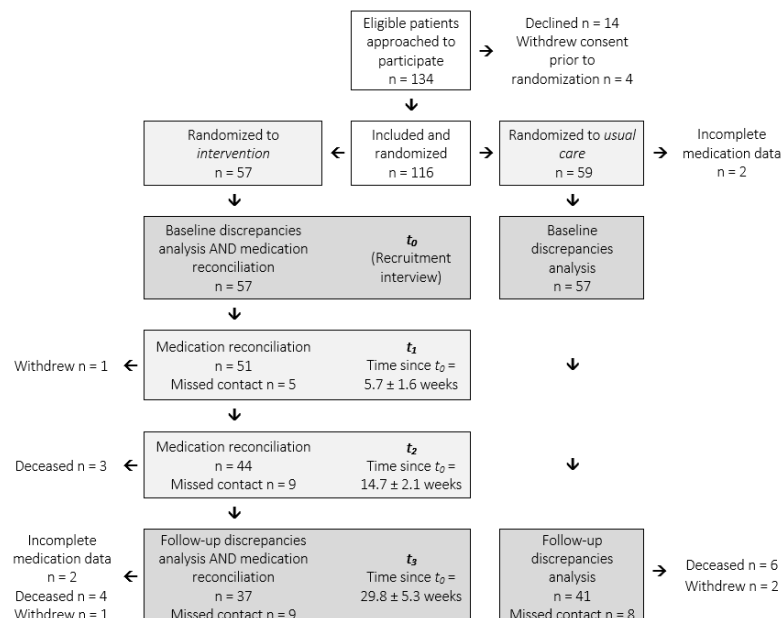 Eligible patients
approached to
participate
n = 134
Declined n = 14
Withdrew consent
prior to
randomization n = 4
Randomized to
intervention
n = 57
Included and
randomized
n = 116
Randomized to usual
care
n = 59
Incomplete
medication data
n = 2
Baseline discrepancies
analysis AND medication
reconciliation
n = 57
t0
(Recruitment
interview)
Baseline
discrepancies
analysis
n = 57
Withdrew n = 1
Medication reconciliation
n = 51
Missed contact n = 5
t1
Time since t0 =
5.7 ± 1.6 weeks
Deceased n = 3
Medication reconciliation
n = 44
Missed contact n = 9
t2
Time since t0 =
14.7 ± 2.1 weeks
Incomplete
medication data
n = 2
Deceased n = 4
Withdrew n = 1
Follow-up discrepancies
analysis AND medication
reconciliation
n = 37
Missed contact n = 9
t3
Time since t0 =
29.8 ± 5.3 weeks
Follow-up
discrepancies
analysis
n = 41
Missed contact n = 8
Deceased n = 6
Withdrew n = 2